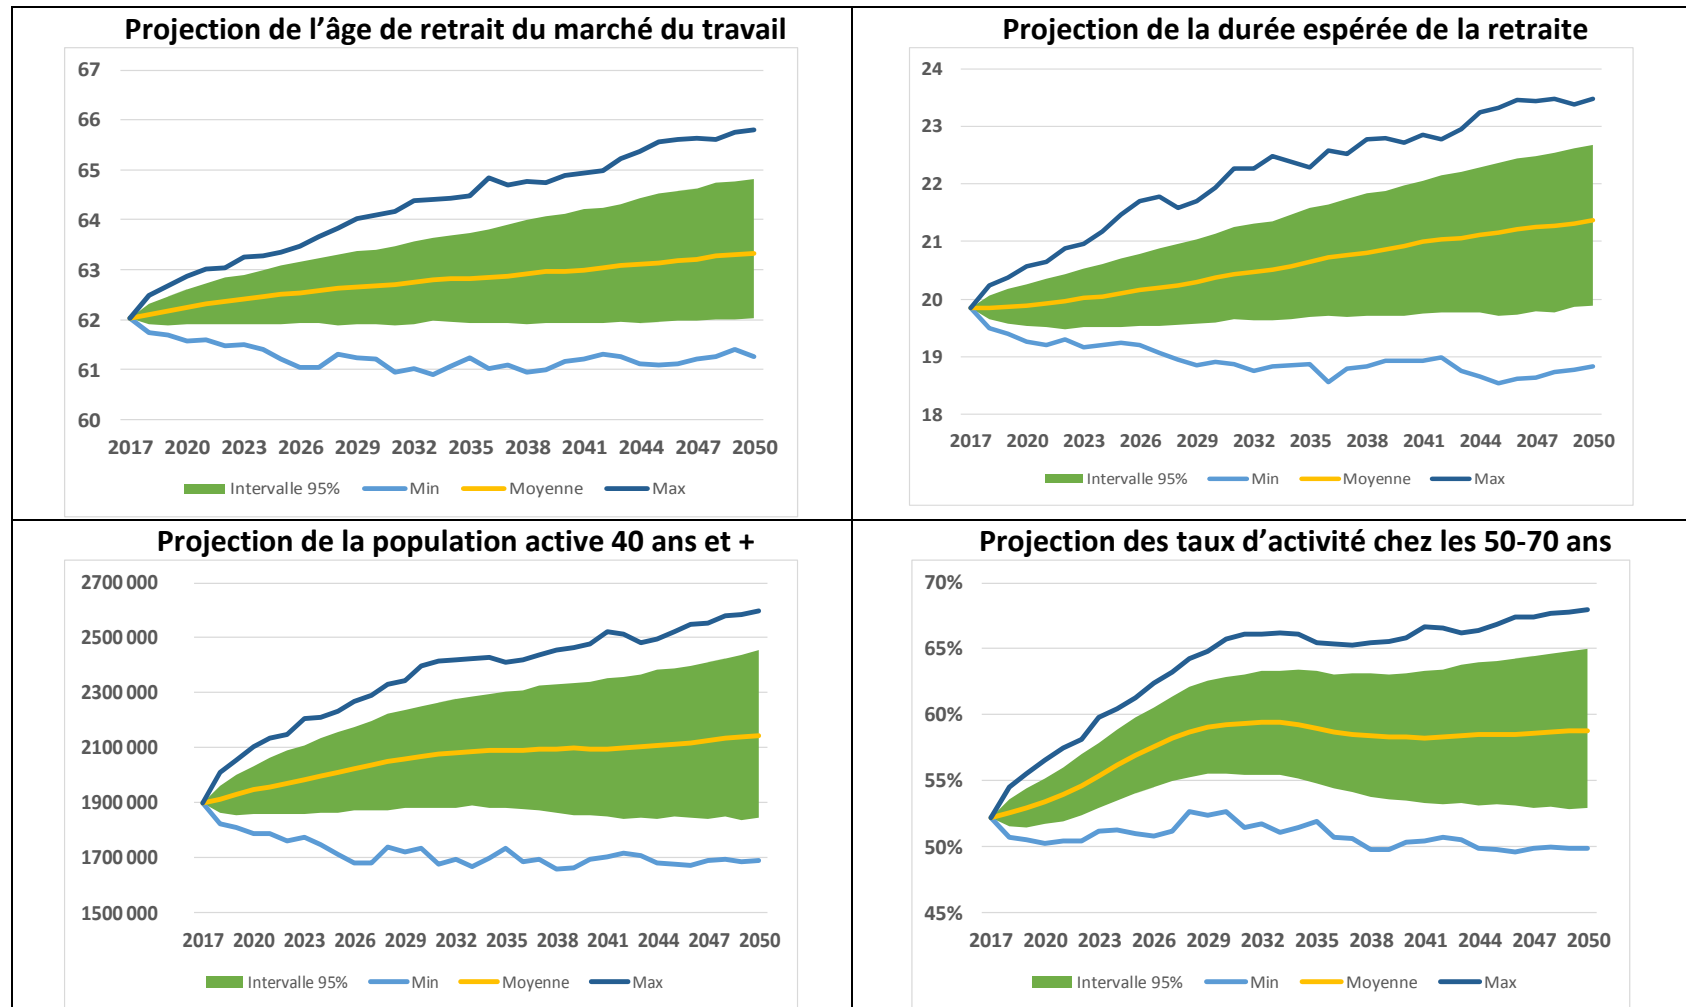 Projection de l’âge de retrait du marché du travail
67
66
65
64
63
62
61
60
2017 2020 2023 2026 2029 2032 2035 2038 2041 2044 2047 2050
Intervalle 95% Min Moyenne Max
Projection de la durée espérée de la retraite
24
23
22
21
20
19
18
2017 2020 2023 2026 2029 2032 2035 2038 2041 2044 2047 2050
Intervalle 95% Min Moyenne Max
Projection de la population active 40 ans et +
2700 000
2500 000
2300 000
2100 000
1900 000
1700 000
1500 000
2017 2020 2023 2026 2029 2032 2035 2038 2041 2044 2047 2050
Intervalle 95% Min Moyenne Max
Projection des taux d’activité chez les 50-70 ans
70%
65%
60%
55%
50%
45%
2017 2020 2023 2026 2029 2032 2035 2038 2041 2044 2047 2050
Intervalle 95% Min Moyenne Max